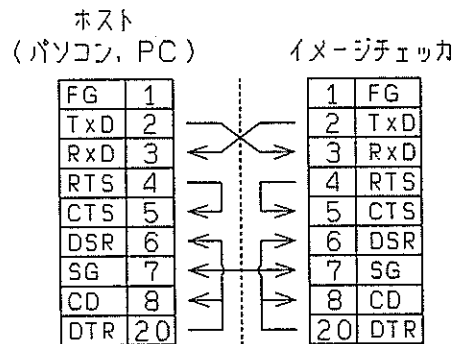 ホスト
(パソコン, PC) イメージチェッカ
FG 1 1 FG
TxD 2 2 TxD
RxD 3 3 RxD
RTS 4 4 RTS
CTS 5 5 CTS
DSR 6 6 DSR
SG 7 7 SG
CD 8 8 CD
DTR 20 20 DTR